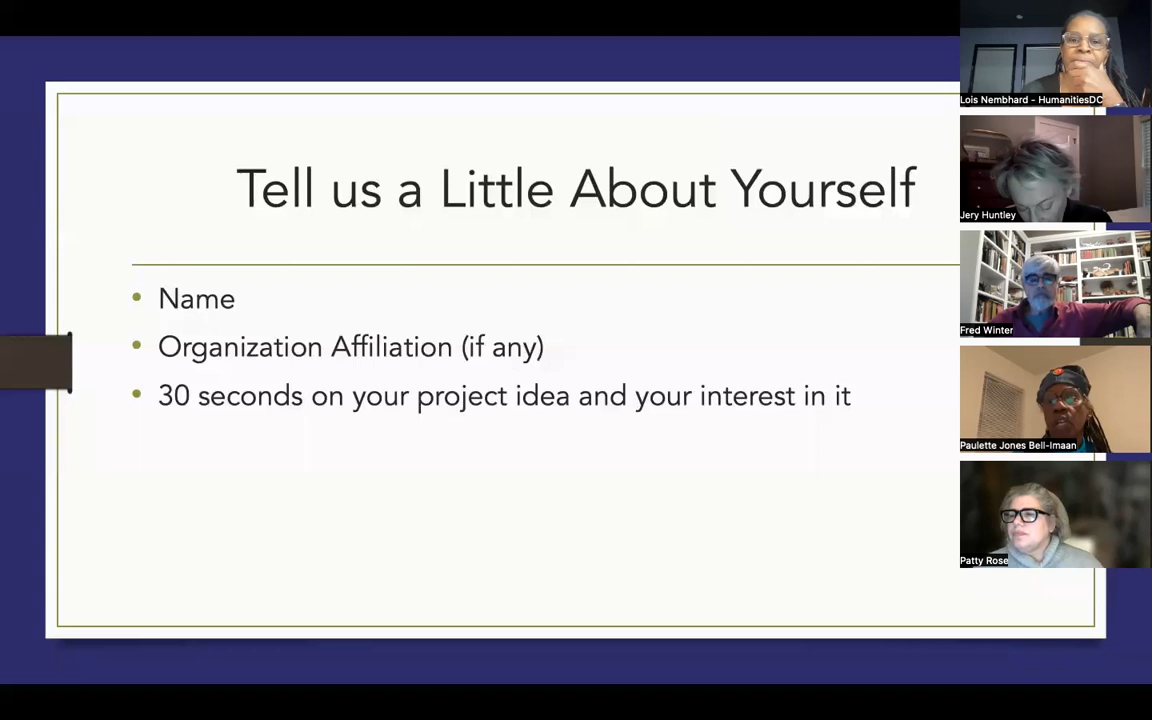 Tell us a Little About Yourself
• Name
• Organization Affiliation (if any)
• 30 seconds on your project idea and your interest in it
Lois Nembhard - HumanitiesDC
Jery Huntley
Fred Winter
Paulette Jones Bell-Imaan
Patty Rose